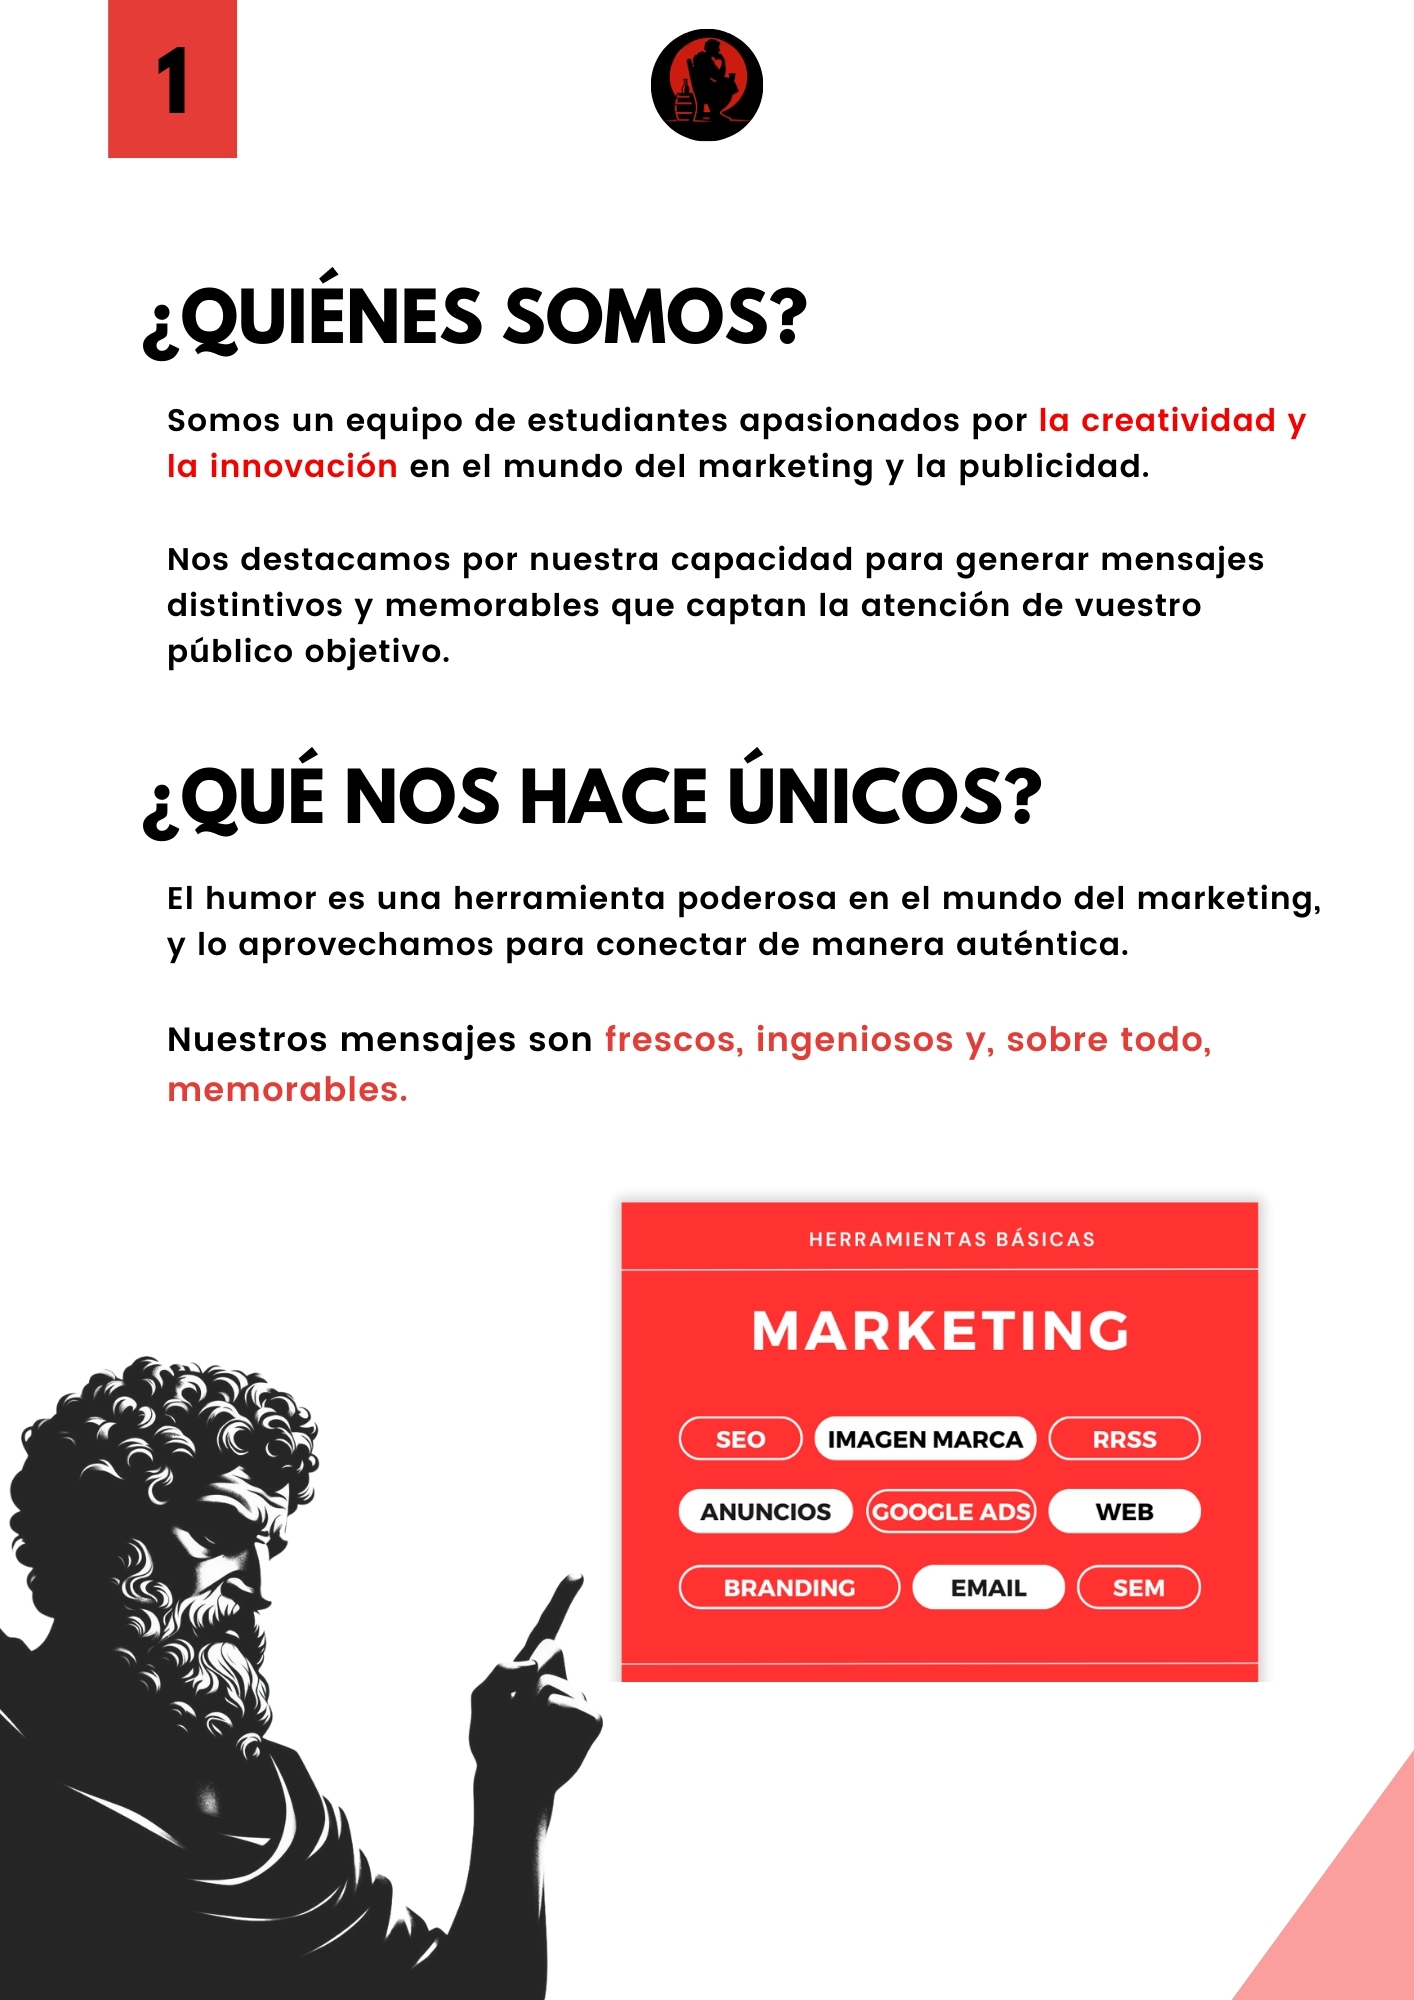 1
¿QUIÉNES SOMOS?
Somos un equipo de estudiantes apasionados por la creatividad y
la innovación en el mundo del marketing y la publicidad.
Nos destacamos por nuestra capacidad para generar mensajes
distintivos y memorables que captan la atención de vuestro
público objetivo.
¿QUÉ NOS HACE ÚNICOS?
El humor es una herramienta poderosa en el mundo del marketing,
y lo aprovechamos para conectar de manera auténtica.
Nuestros mensajes son frescos, ingeniosos y, sobre todo,
memorables.
HERRAMIENTAS BÁSICAS
MARKETING
SEO IMAGEN MARCA RRSS
ANUNCIOS GOOGLE ADS WEB
BRANDING EMAIL SEM